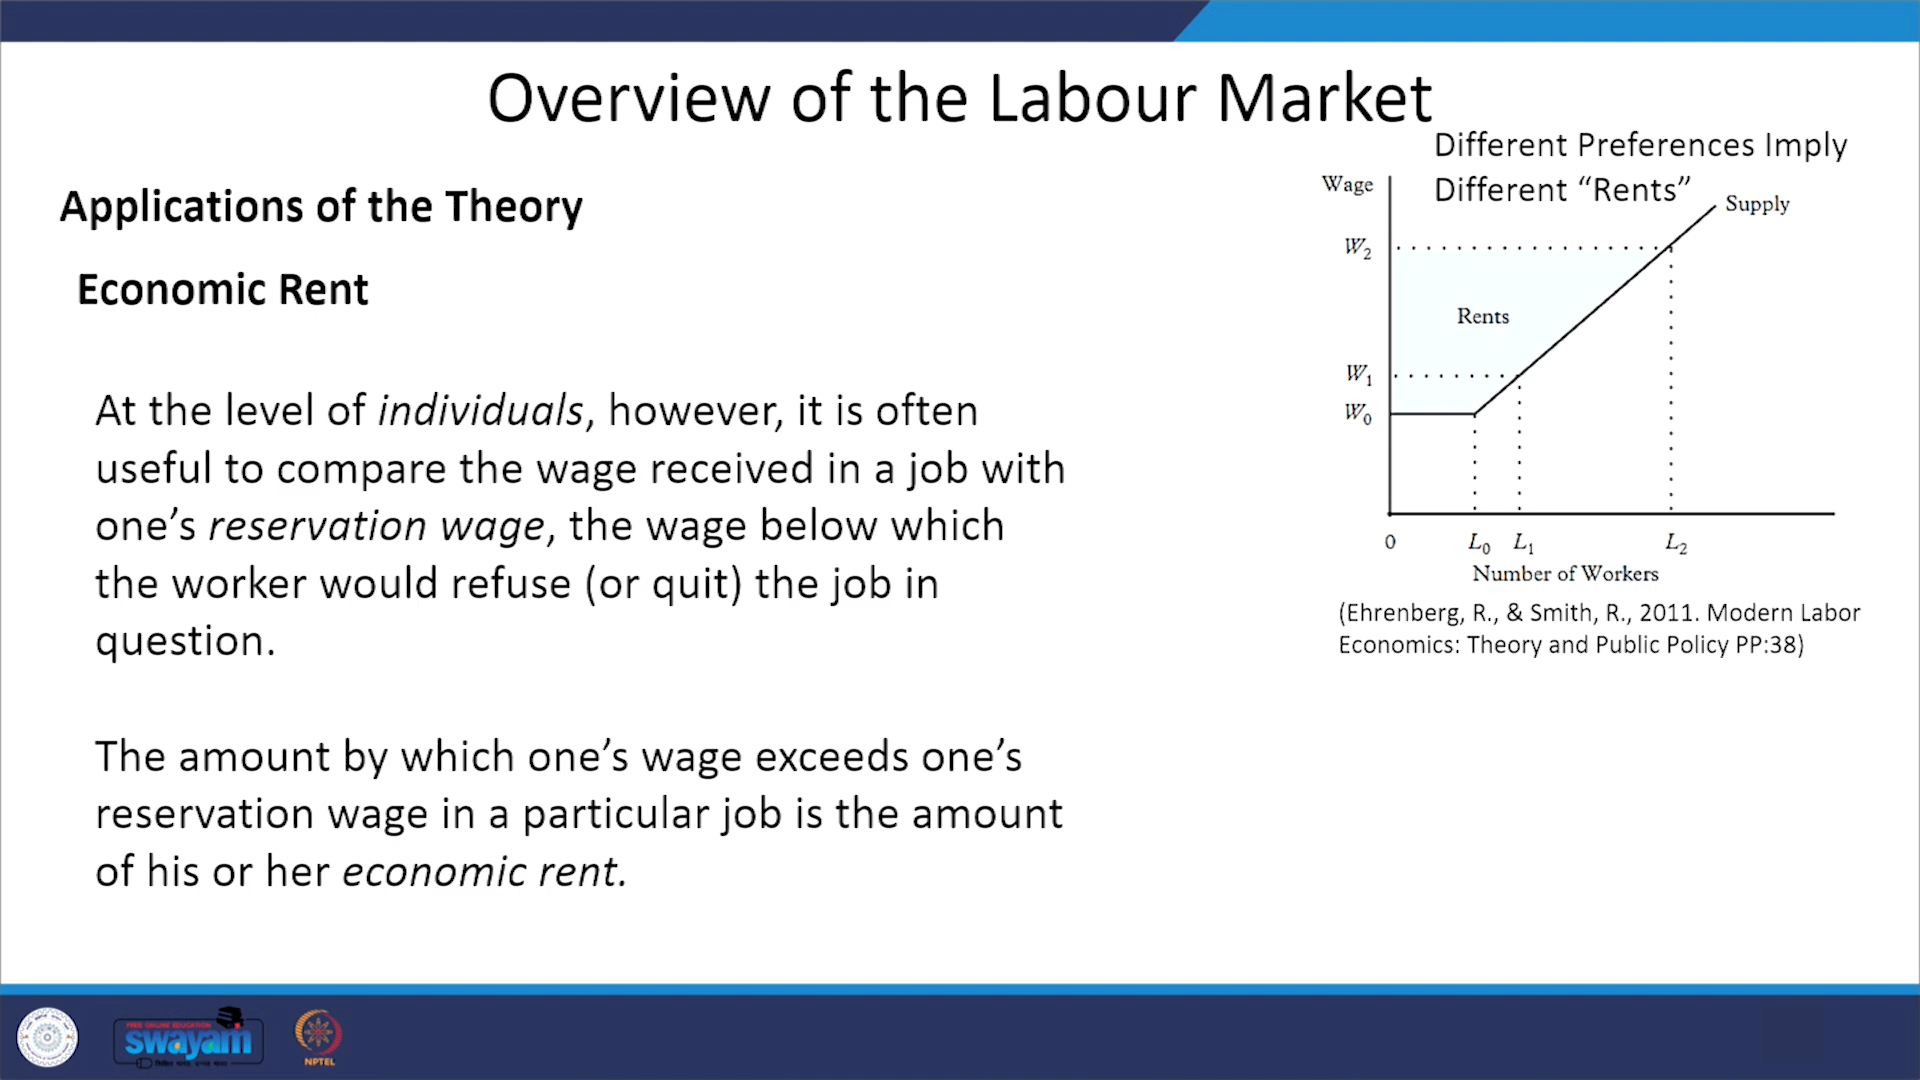 Overview of the Labour Market
Applications of the Theory
Economic Rent
At the level of individuals, however, it is often
useful to compare the wage received in a job with
one’s reservation wage, the wage below which
the worker would refuse (or quit) the job in
question.
The amount by which one’s wage exceeds one’s
reservation wage in a particular job is the amount
of his or her economic rent.
Different Preferences Imply
Different “Rents”
Wage
Supply
W2
Rents
W1
W0
0 L0 L1 L2
Number of Workers
(Ehrenberg, R., & Smith, R., 2011. Modern Labor
Economics: Theory and Public Policy PP:38)
FREE ONLINE EDUCATION
swayam
NPTEL